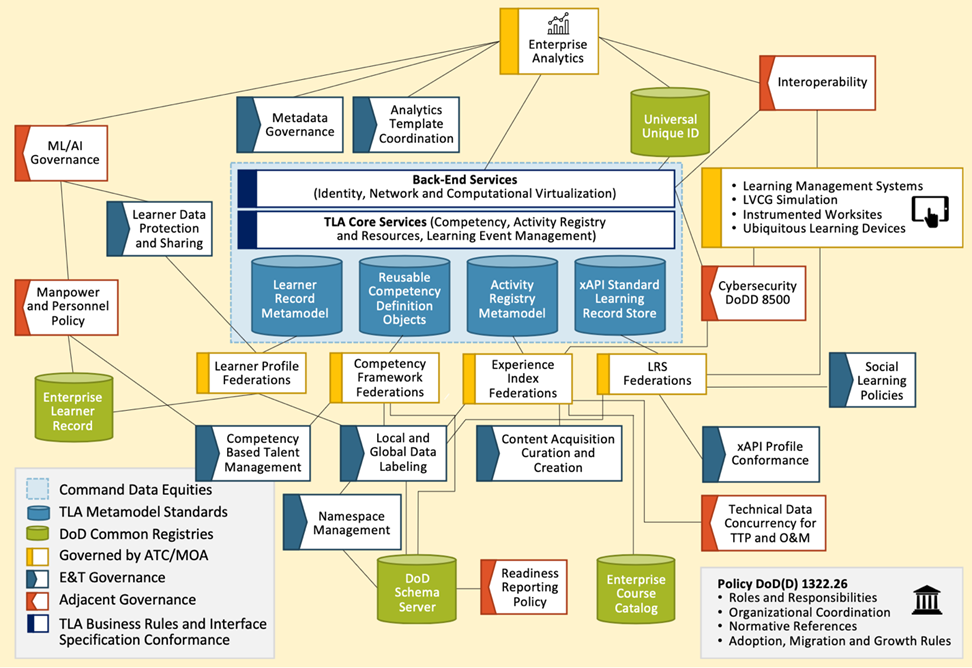 Enterprise
Analytics
Interoperability
Metadata
Governance
Analytics
Template
Coordination
Universal
Unique ID
ML/AI
Governance
Back-End Services
(Identity, Network and Computational Virtualization)
• Learning Management Systems
• LVCG Simulation
• Instrumented Worksites
• Ubiquitous Learning Devices
Learner Data
Protection
and Sharing
TLA Core Services (Competency, Activity Registry
and Resources, Learning Event Management)
Learner
Record
Metamodel
Reusable
Competency
Definition
Objects
Activity
Registry
Metamodel
xAPI Standard
Learning
Record Store
Cybersecurity
DoDD 8500
Manpower
and Personnel
Policy
Learner Profile
Federations
Competency
Framework
Federations
Experience
Index
Federations
LRS
Federations
Social
Learning
Policies
Enterprise
Learner
Record
Competency
Based Talent
Management
Local and
Global Data
Labeling
Content Acquisition
Curation and
Creation
xAPI Profile
Conformance
Command Data Equities
TLA Metamodel Standards
DoD Common Registries
Governed by ATC/MOA
E&T Governance
Adjacent Governance
TLA Business Rules and Interface
Specification Conformance
Namespace
Management
Technical Data
Concurrency for
TTP and O&M
DoD
Schema
Server
Readiness
Reporting
Policy
Enterprise
Course
Catalog
Policy DoD(D) 1322.26
• Roles and Responsibilities
• Organizational Coordination
• Normative References
• Adoption, Migration and Growth Rules